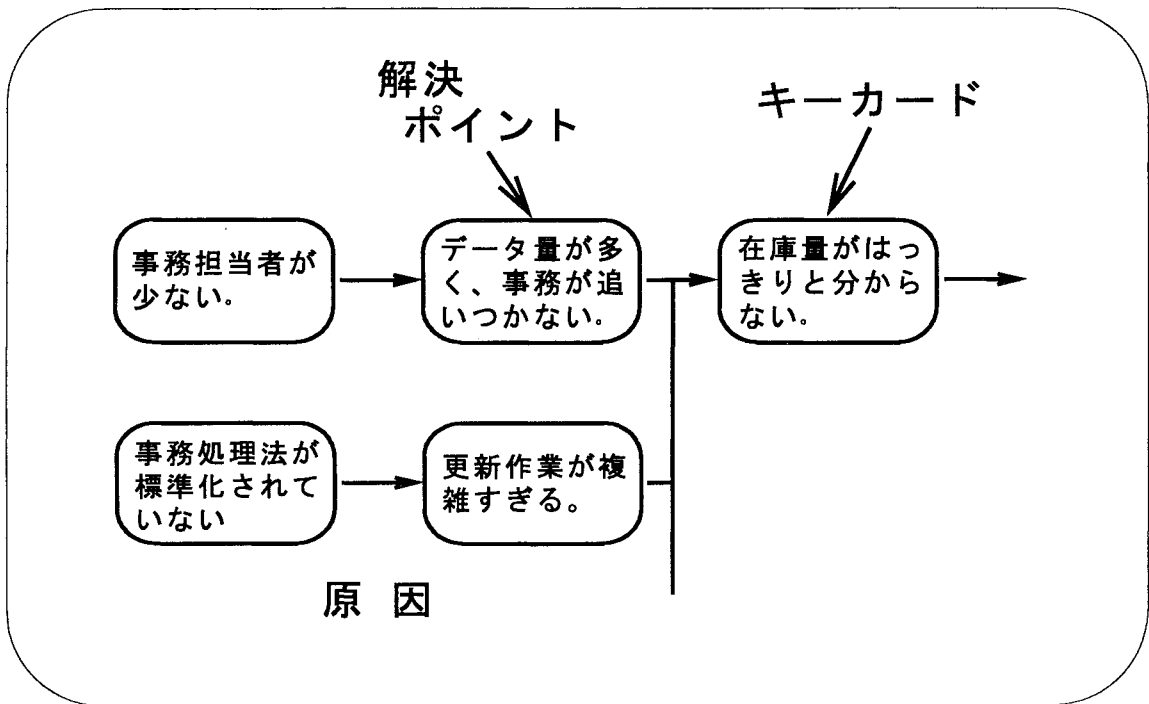 解決
ポイント
キーカード
事務担当者が
少ない。
データ量が多
く、事務が追
いつかない。
在庫量がはっ
きりと分から
ない。
事務処理法が
標準化されて
いない
更新作業が複
雑すぎる。
原 因